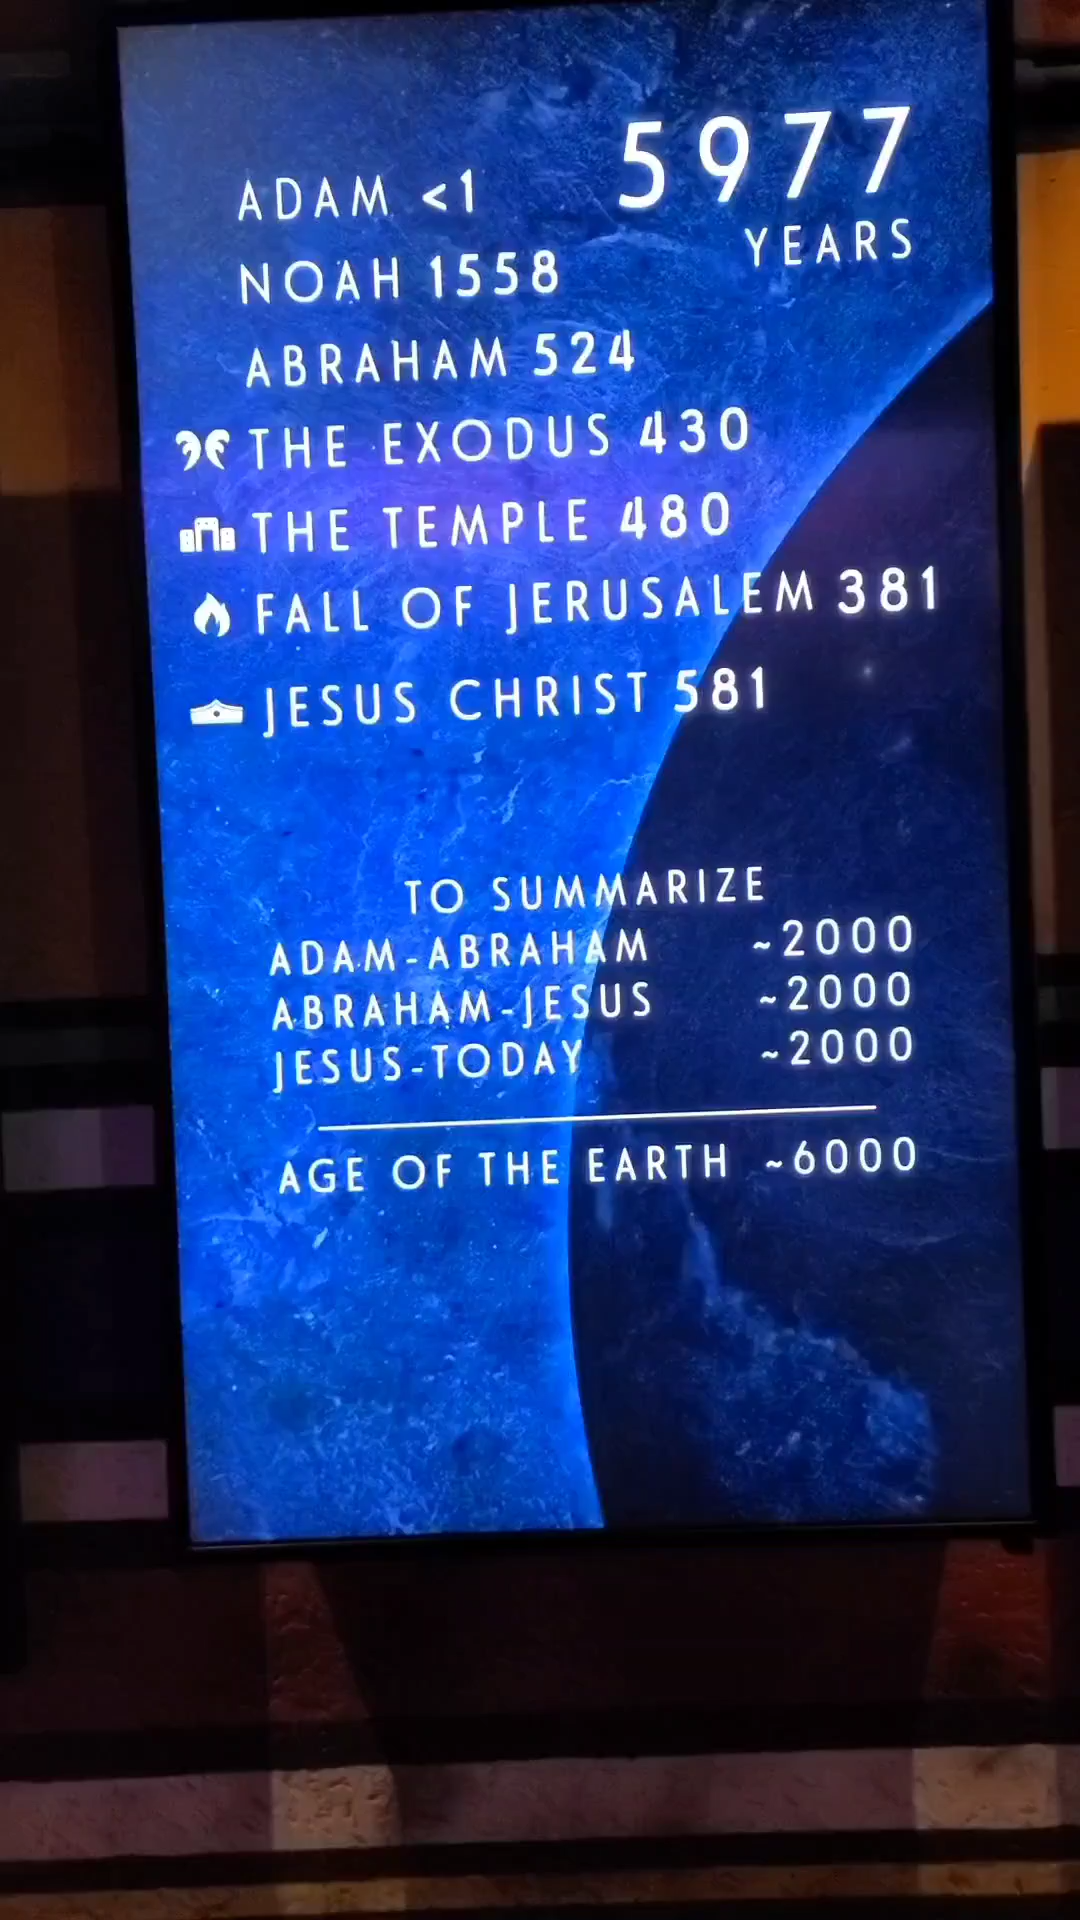 5977
YEARS
ADAM <1
NOAH 1558
ABRAHAM 524
THE EXODUS 430
THE TEMPLE 480
FALL OF JERUSALEM 381
JESUS CHRIST 581
TO SUMMARIZE
ADAM-ABRAHAM ~2000
ABRAHAM-JESUS ~2000
JESUS-TODAY ~2000
AGE OF THE EARTH ~6000